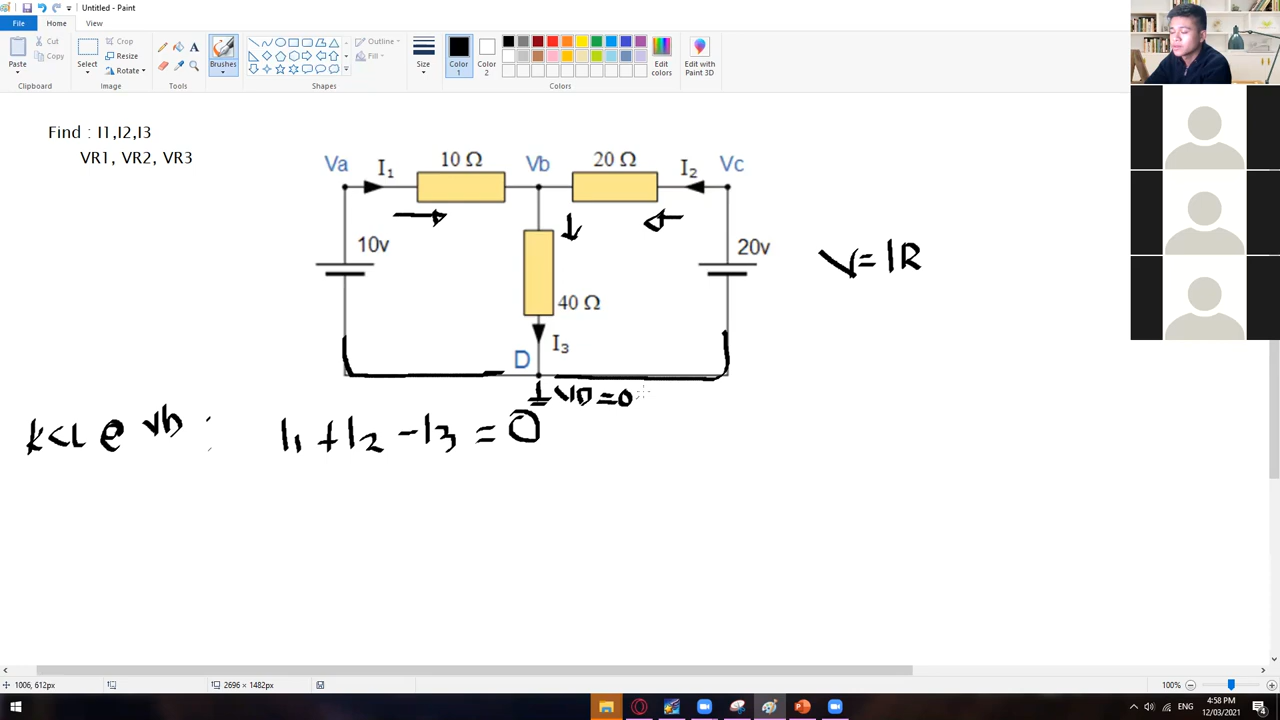 Untitled - Paint
File Home View
Paste Cut Copy
Clipboard
Select Crop Resize Rotate
Image
Tools
Brushes
Outline Fill
Shapes
Size
Color 1 Color 2
Edit colors
Colors
Edit with Paint 3D
Find : I1,I2,I3
VR1, VR2, VR3
Va I₁ 10 Ω Vb 20 Ω I₂ Vc
10v 20v
V=IR
40 Ω
I₃
D
VD=0
KCL @ Vb : I1 + I2 - I3 = 0
1006, 612px
2696 × 1482px
100%
4:58 PM
ENG
12/03/2021
4